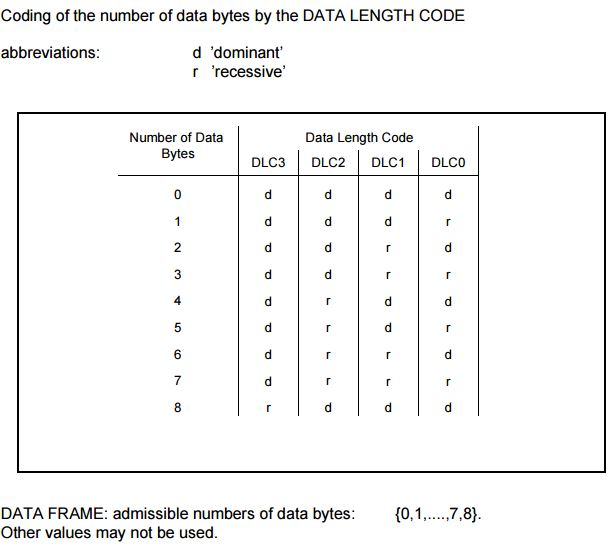 Coding of the number of data bytes by the DATA LENGTH CODE
abbreviations: d 'dominant'
r 'recessive'
Number of Data Bytes Data Length Code
DLC3 DLC2 DLC1 DLC0
0 d d d d
1 d d d r
2 d d r d
3 d d r r
4 d r d d
5 d r d r
6 d r r d
7 d r r r
8 r d d d
DATA FRAME: admissible numbers of data bytes: {0,1,....,7,8}.
Other values may not be used.